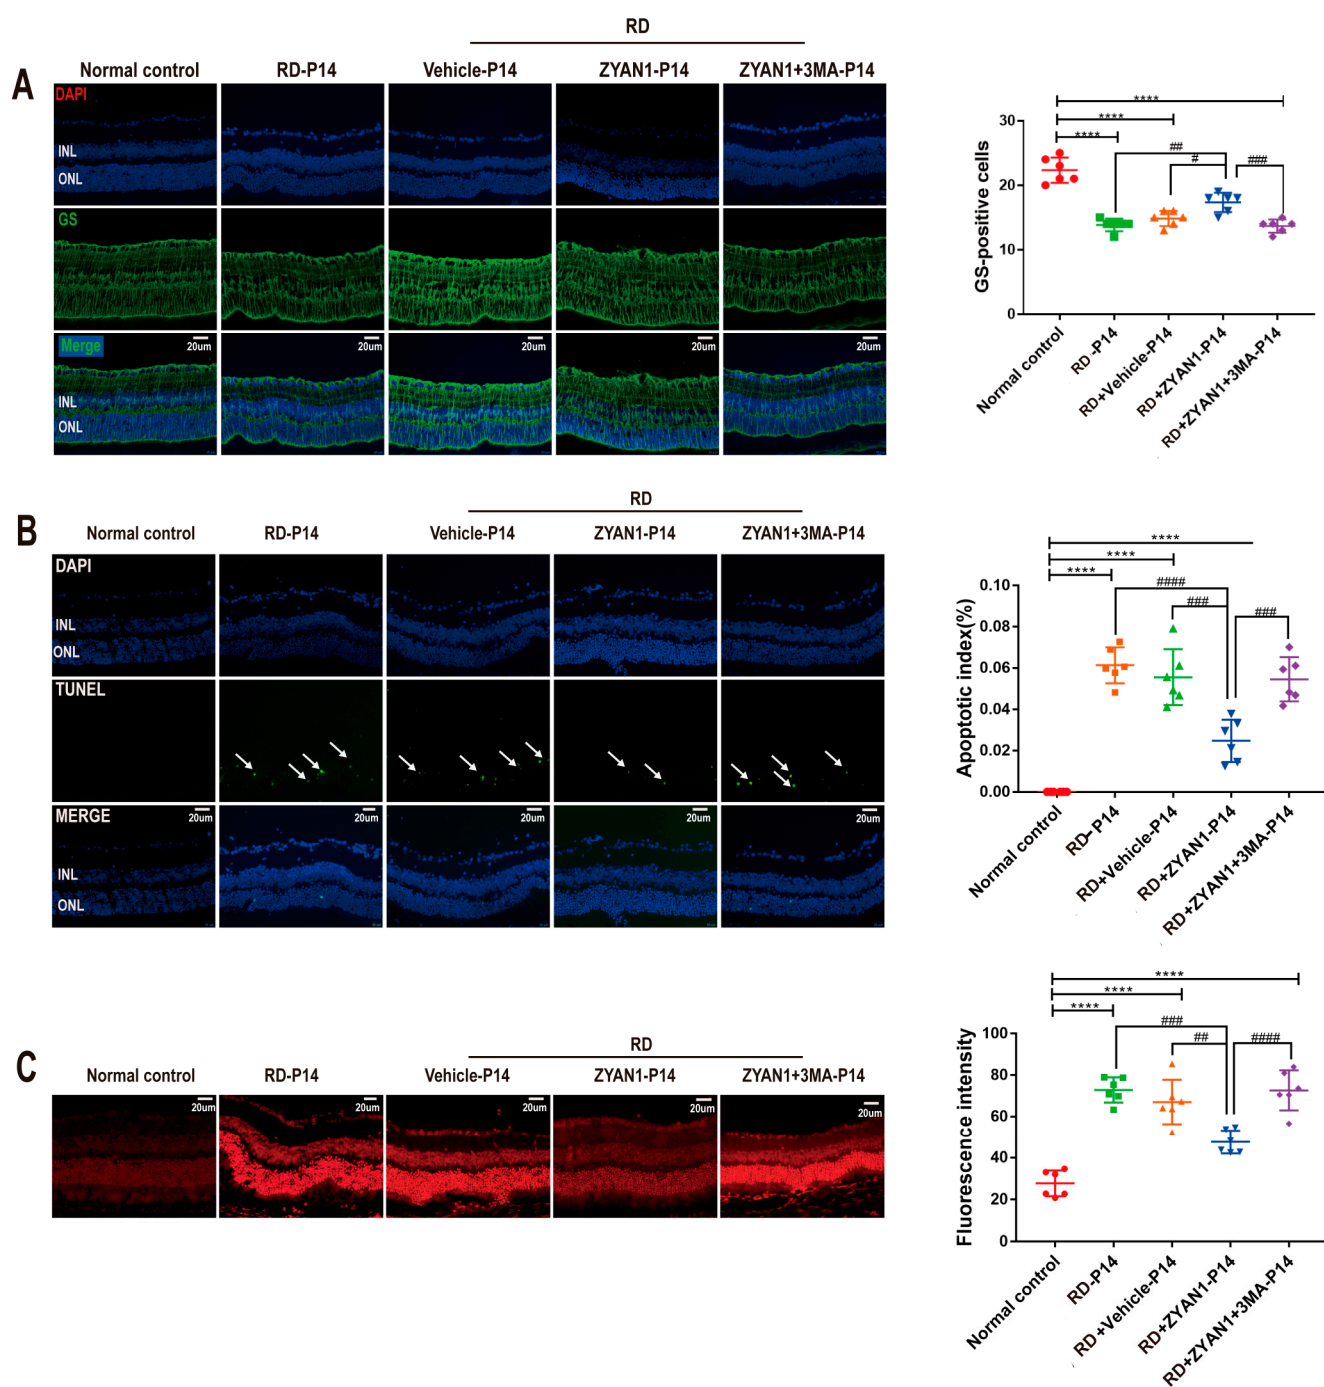 RD
A
Normal control RD-P14 Vehicle-P14 ZYAN1-P14 ZYAN1+3MA-P14
DAPI
INL
ONL
GS
Merge 20um 20um 20um 20um 20um
INL
ONL
****
****
****
##
#
###
GS-positive cells
30
20
10
0
Normal control
RD-P14
RD+Vehicle-P14
RD+ZYAN1-P14
RD+ZYAN1+3MA-P14
RD
B
Normal control RD-P14 Vehicle-P14 ZYAN1-P14 ZYAN1+3MA-P14
DAPI
INL
ONL
TUNEL
MERGE 20um 20um 20um 20um 20um
INL
ONL
****
****
****
####
###
###
Apoptotic index(%)
0.10
0.08
0.06
0.04
0.02
0.00
Normal control
RD-P14
RD+Vehicle-P14
RD+ZYAN1-P14
RD+ZYAN1+3MA-P14
RD
C
Normal control RD-P14 Vehicle-P14 ZYAN1-P14 ZYAN1+3MA-P14
20um 20um 20um 20um 20um
****
****
****
###
##
####
Fluorescence intensity
100
80
60
40
20
0
Normal control
RD-P14
RD+Vehicle-P14
RD+ZYAN1-P14
RD+ZYAN1+3MA-P14